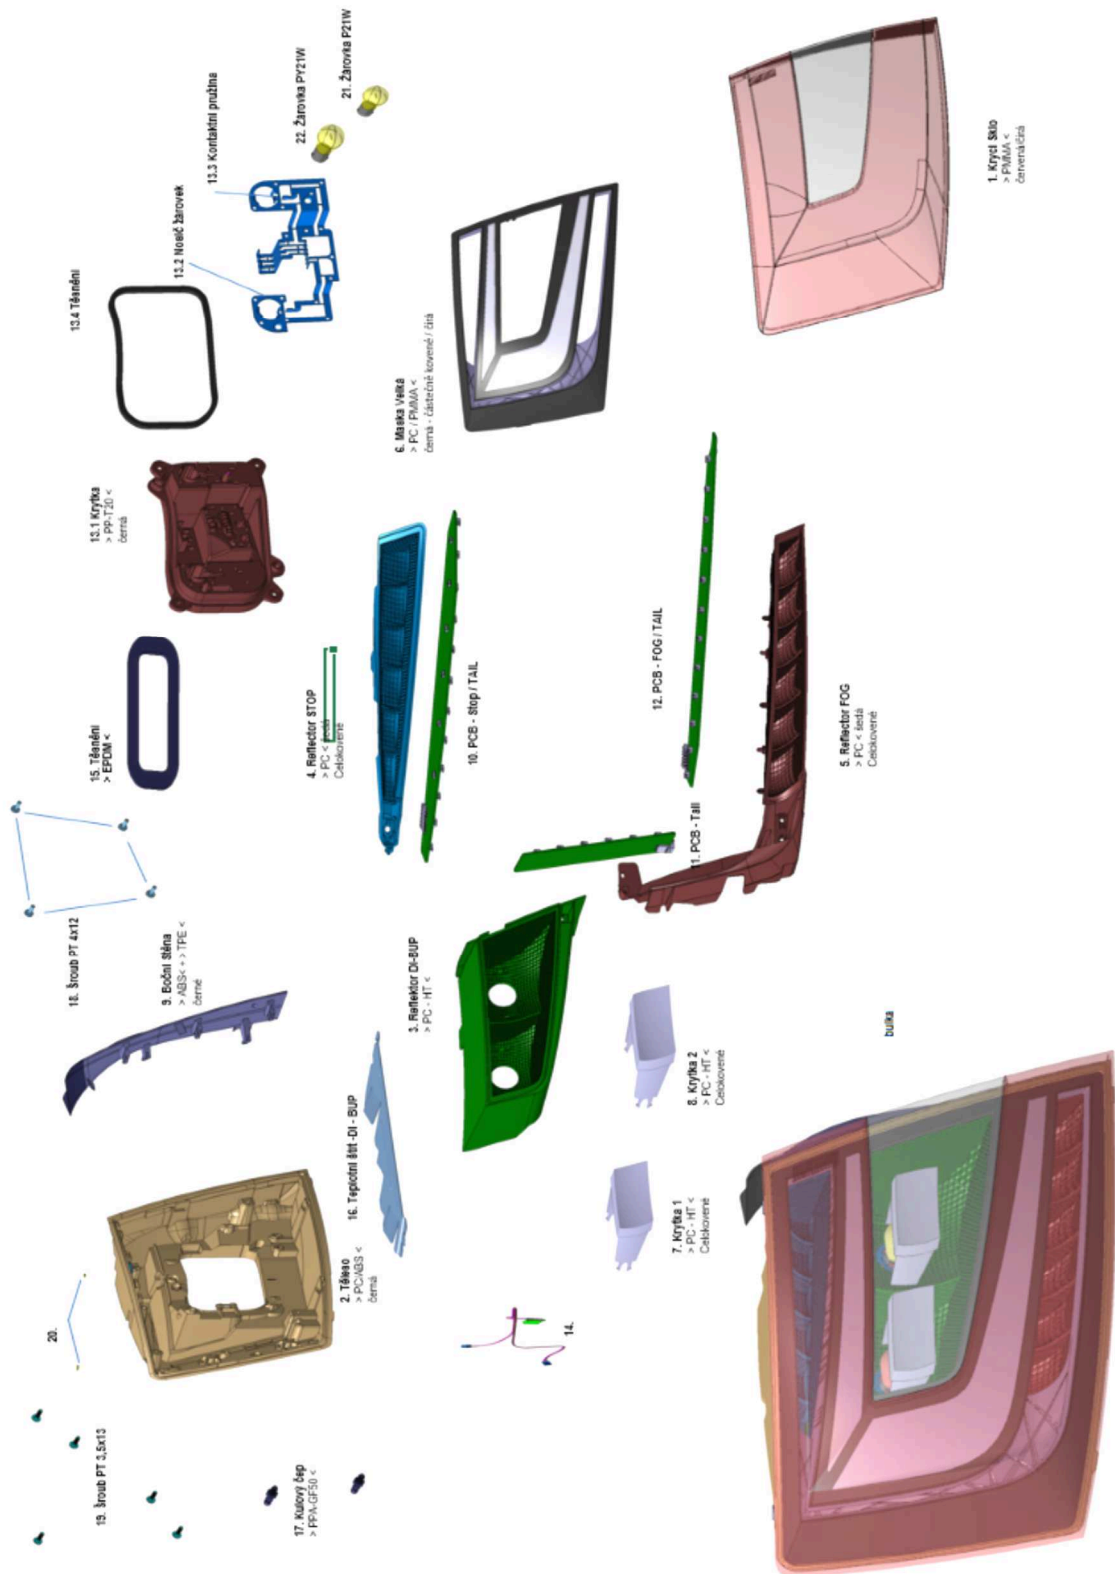 19. Šroub PT 3,5x13
20.
17. Kulový čep
> PPA-GF50 <
2. Těleso
> PC/ABS <
černá
14.
18. Šroub PT 4x12
9. Boční Stěna
> ABS< + > TPE <
černé
16. Teplotní štít -DI - BUP
3. Reflektor DI-BUP
> PC - HT <
7. Krytka 1
> PC - HT <
Celokovené
8. Krytka 2
> PC - HT <
Celokovené
15. Těsnění
> EPDM <
13.1 Krytka
> PP-T20 <
černá
4. Reflector STOP
> PC < šedá
Celokovené
10. PCB - Stop / TAIL
11. PCB - Tail
12. PCB - FOG / TAIL
5. Reflector FOG
> PC < šedá
Celokovené
13.4 Těsnění
13.2 Nosič žárovek
13.3 Kontaktní pružina
22. Žárovka PY21W
21. Žárovka P21W
6. Maska Velká
> PC / PMMA <
černá - částečně kovené / čirá
1. Krycí Sklo
> PMMA <
červená/čirá
bulka